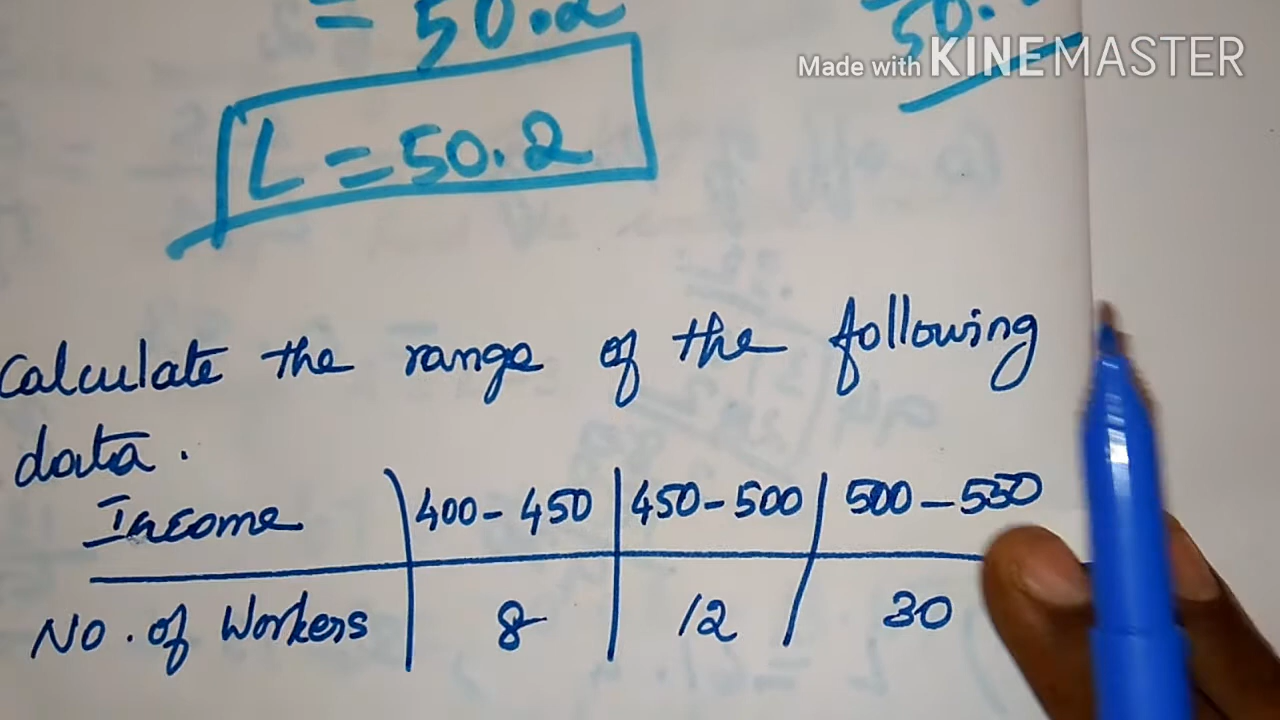 = 50.2
50.
Made with KINEMASTER
L = 50.2
Calculate the range of the following
data.
Income 400-450 450-500 500-550
No. of Workers 8 12 30